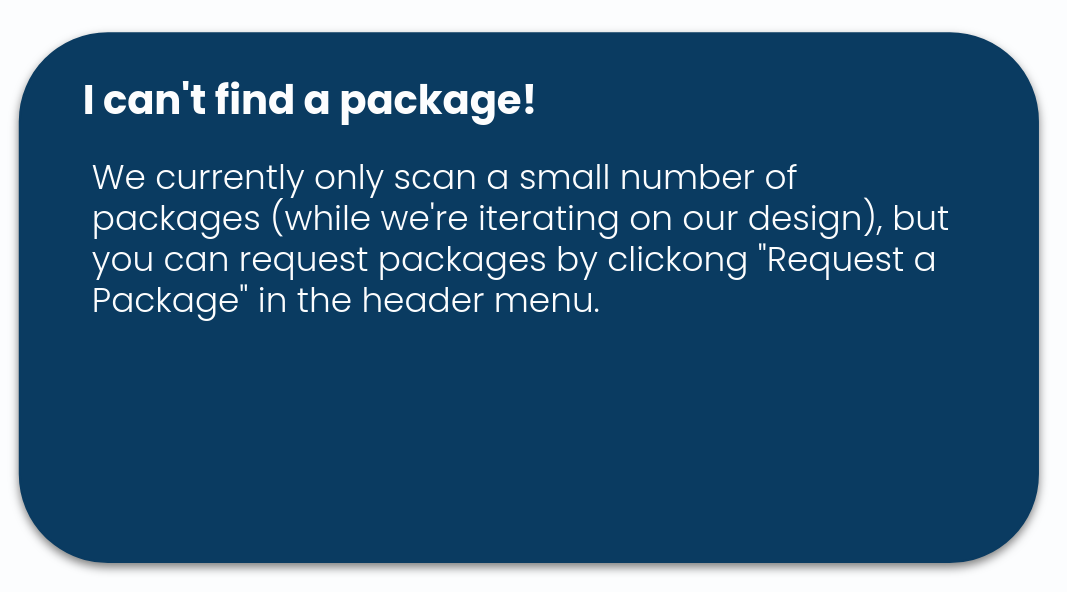 I can't find a package!
We currently only scan a small number of
packages (while we're iterating on our design), but
you can request packages by clickong "Request a
Package" in the header menu.